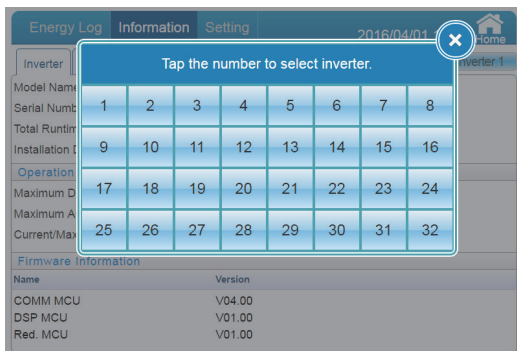 Energy Log Information Setting 2016/04/01 Home
Tap the number to select inverter.
Inverter
Inverter 1
Model Name
Serial Numb
1 2 3 4 5 6 7 8
Total Runtim
Installation D
9 10 11 12 13 14 15 16
Operation
Maximum D
17 18 19 20 21 22 23 24
Maximum A
Current/Max
25 26 27 28 29 30 31 32
Firmware Information
Name Version
COMM MCU V04.00
DSP MCU V01.00
Red. MCU V01.00